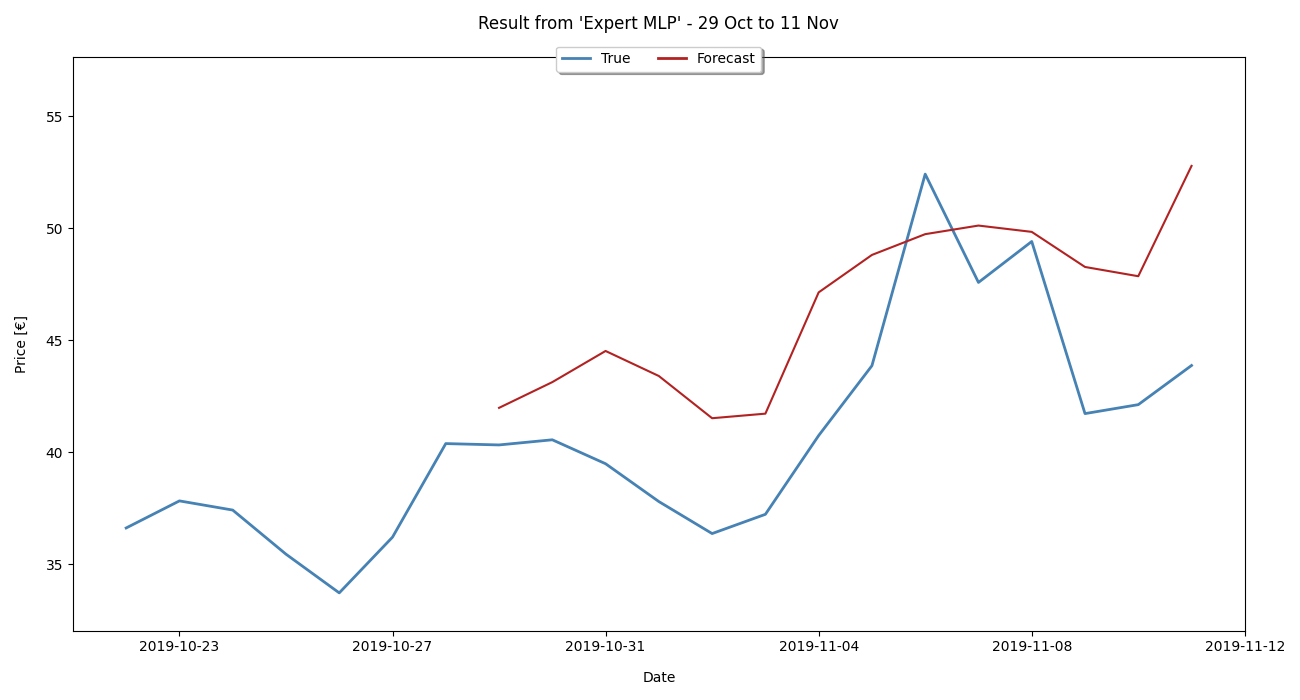 Result from 'Expert MLP' - 29 Oct to 11 Nov
True Forecast
55
50
45
40
35
Price [€]
2019-10-23 2019-10-27 2019-10-31 2019-11-04 2019-11-08 2019-11-12
Date